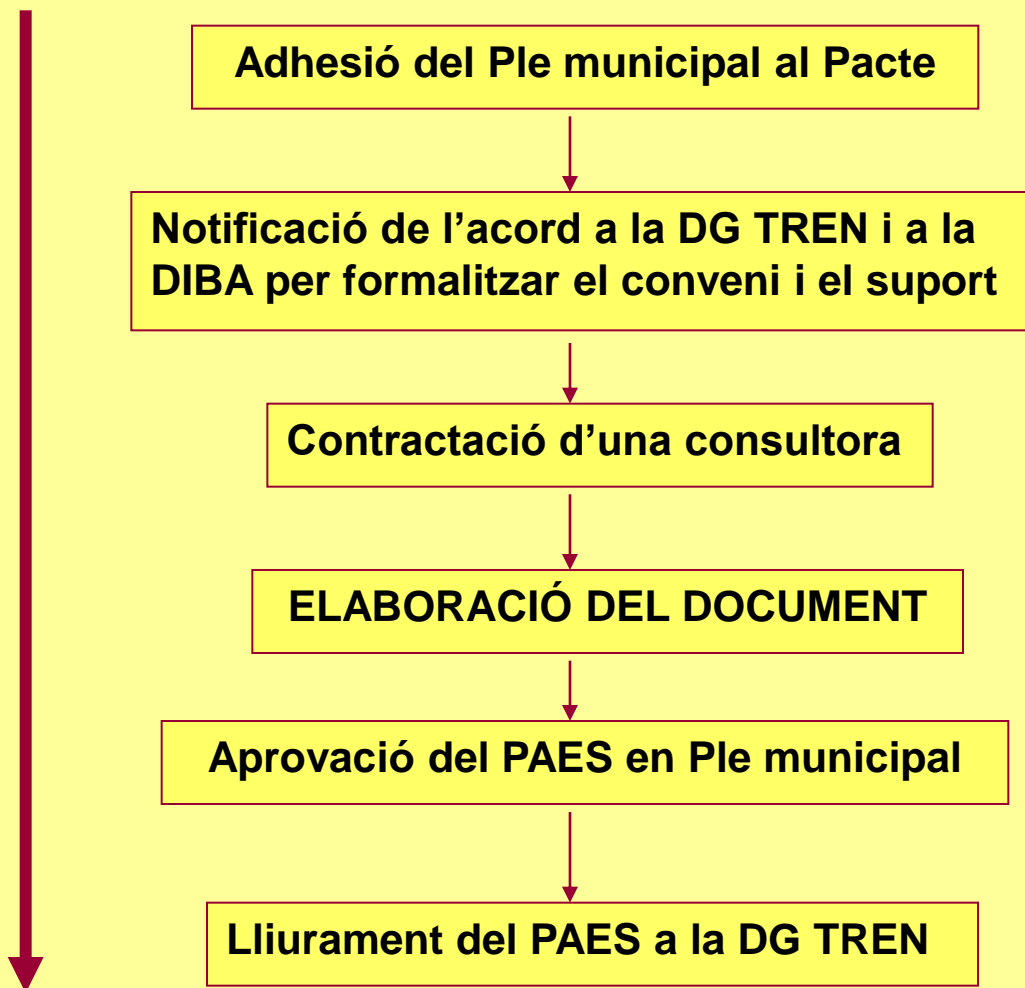 Adhesió del Ple municipal al Pacte
Notificació de l’acord a la DG TREN i a la
DIBA per formalitzar el conveni i el suport
Contractació d’una consultora
ELABORACIÓ DEL DOCUMENT
Aprovació del PAES en Ple municipal
Lliurament del PAES a la DG TREN